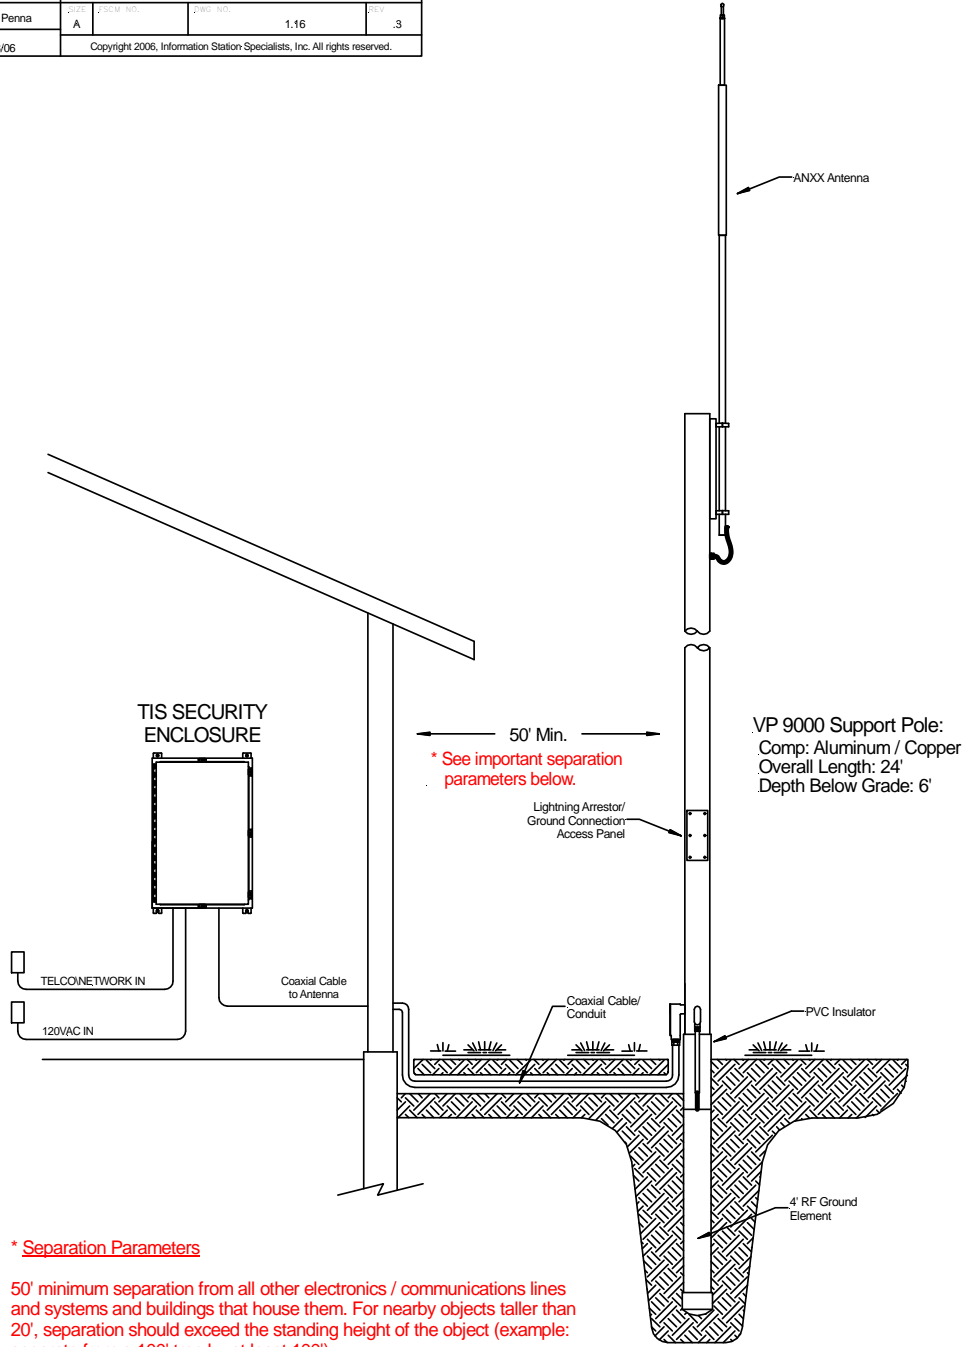 Penna
SIZE
A
FSCM NO.
DWG NO.
1.16
REV
.3
/06
Copyright 2006, Information Station Specialists, Inc. All rights reserved.
ANXX Antenna
TIS SECURITY
ENCLOSURE
50' Min.
* See important separation
parameters below.
VP 9000 Support Pole:
Comp: Aluminum / Copper
Overall Length: 24'
Depth Below Grade: 6'
Lightning Arrestor/
Ground Connection
Access Panel
TELCO\NETWORK IN
120VAC IN
Coaxial Cable
to Antenna
Coaxial Cable/
Conduit
PVC Insulator
4' RF Ground
Element
* Separation Parameters
50' minimum separation from all other electronics / communications lines
and systems and buildings that house them. For nearby objects taller than
20', separation should exceed the standing height of the object (example: